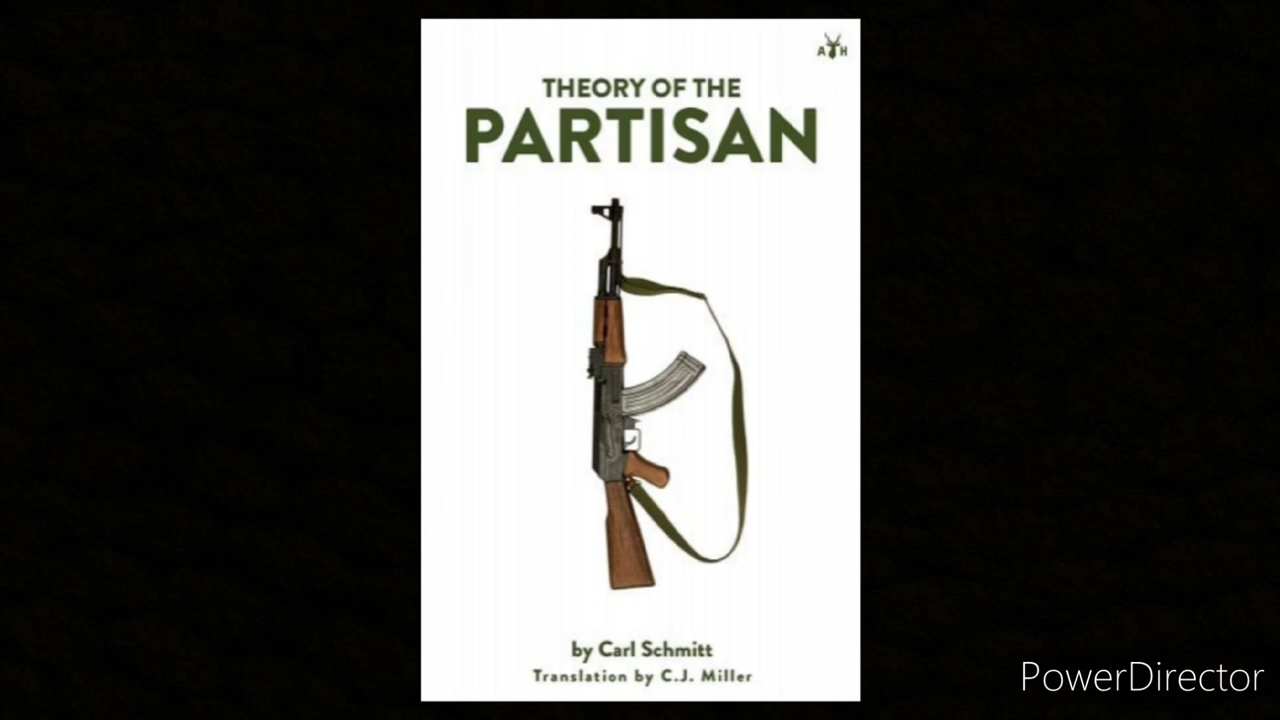 A H
THEORY OF THE
PARTISAN
by Carl Schmitt
Translation by C.J. Miller
PowerDirector